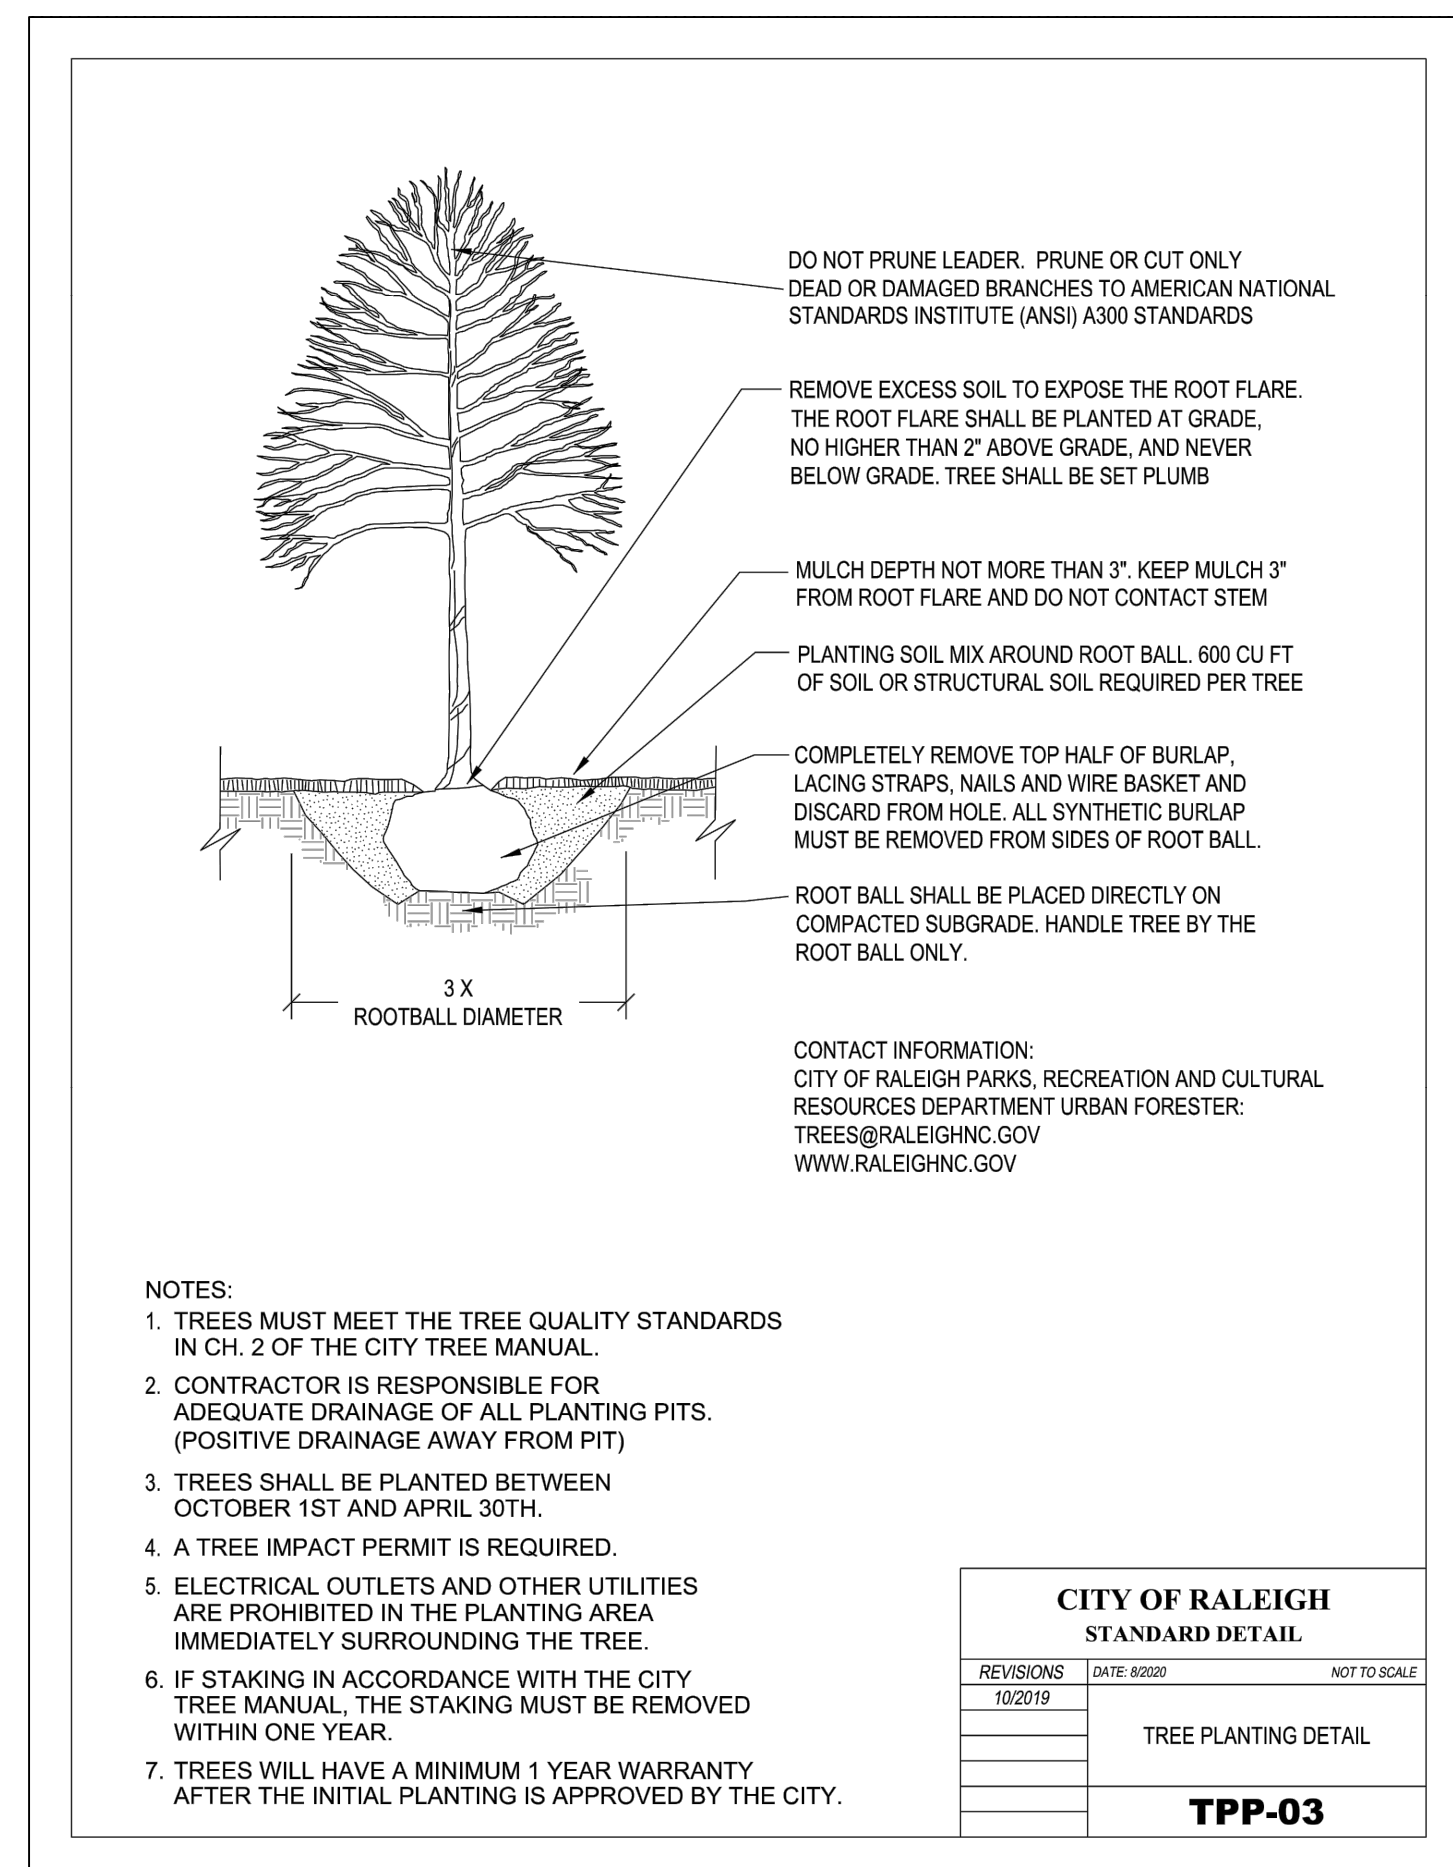 DO NOT PRUNE LEADER. PRUNE OR CUT ONLY
DEAD OR DAMAGED BRANCHES TO AMERICAN NATIONAL
STANDARDS INSTITUTE (ANSI) A300 STANDARDS
REMOVE EXCESS SOIL TO EXPOSE THE ROOT FLARE.
THE ROOT FLARE SHALL BE PLANTED AT GRADE,
NO HIGHER THAN 2" ABOVE GRADE, AND NEVER
BELOW GRADE. TREE SHALL BE SET PLUMB
MULCH DEPTH NOT MORE THAN 3". KEEP MULCH 3"
FROM ROOT FLARE AND DO NOT CONTACT STEM
PLANTING SOIL MIX AROUND ROOT BALL. 600 CU FT
OF SOIL OR STRUCTURAL SOIL REQUIRED PER TREE
COMPLETELY REMOVE TOP HALF OF BURLAP,
LACING STRAPS, NAILS AND WIRE BASKET AND
DISCARD FROM HOLE. ALL SYNTHETIC BURLAP
MUST BE REMOVED FROM SIDES OF ROOT BALL.
ROOT BALL SHALL BE PLACED DIRECTLY ON
COMPACTED SUBGRADE. HANDLE TREE BY THE
ROOT BALL ONLY.
3 X
ROOTBALL DIAMETER
CONTACT INFORMATION:
CITY OF RALEIGH PARKS, RECREATION AND CULTURAL
RESOURCES DEPARTMENT URBAN FORESTER:
TREES@RALEIGHNC.GOV
WWW.RALEIGHNC.GOV
NOTES:
1. TREES MUST MEET THE TREE QUALITY STANDARDS
IN CH. 2 OF THE CITY TREE MANUAL.
2. CONTRACTOR IS RESPONSIBLE FOR
ADEQUATE DRAINAGE OF ALL PLANTING PITS.
(POSITIVE DRAINAGE AWAY FROM PIT)
3. TREES SHALL BE PLANTED BETWEEN
OCTOBER 1ST AND APRIL 30TH.
4. A TREE IMPACT PERMIT IS REQUIRED.
5. ELECTRICAL OUTLETS AND OTHER UTILITIES
ARE PROHIBITED IN THE PLANTING AREA
IMMEDIATELY SURROUNDING THE TREE.
6. IF STAKING IN ACCORDANCE WITH THE CITY
TREE MANUAL, THE STAKING MUST BE REMOVED
WITHIN ONE YEAR.
7. TREES WILL HAVE A MINIMUM 1 YEAR WARRANTY
AFTER THE INITIAL PLANTING IS APPROVED BY THE CITY.
CITY OF RALEIGH
STANDARD DETAIL
REVISIONS
DATE: 8/2020
NOT TO SCALE
10/2019
TREE PLANTING DETAIL
TPP-03